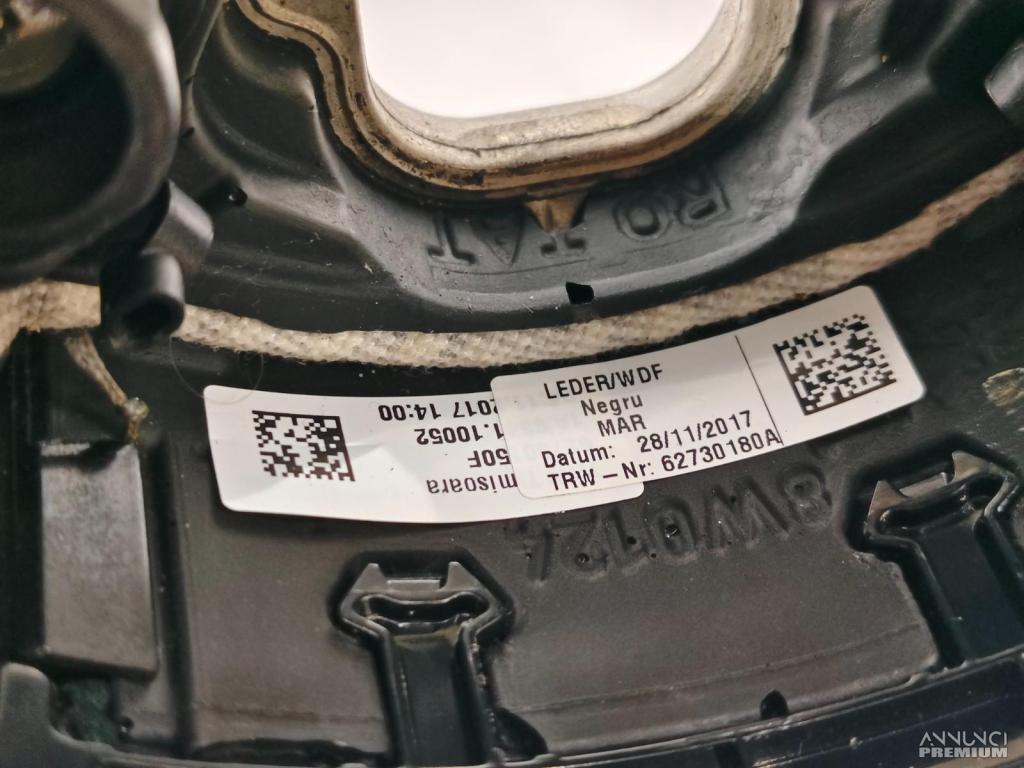 LEDER/WDF
Negru
MAR
Datum: 28/11/2017
TRW - Nr: 62730180A
misoara
50F
1.10052
2017 14:00
8W0124
ANNUNCI
PREMIUM